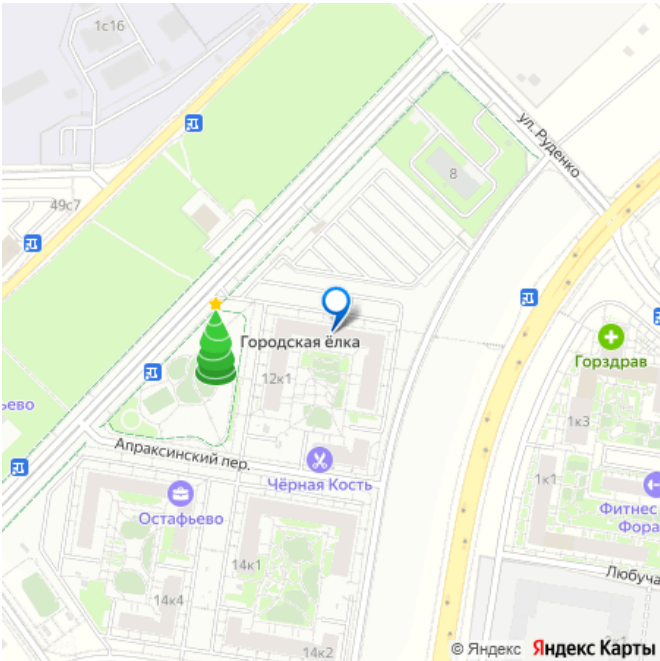 1с16
ул. Руденко
8
49с7
Городская ёлка
Горздрав
12к1
ьево
1к3
Апраксинский пер.
Чёрная Кость
1к1
Остафьево
Фитнес
Фора
14к1
Любуча
14к4
14к2
© Яндекс Яндекс Карты